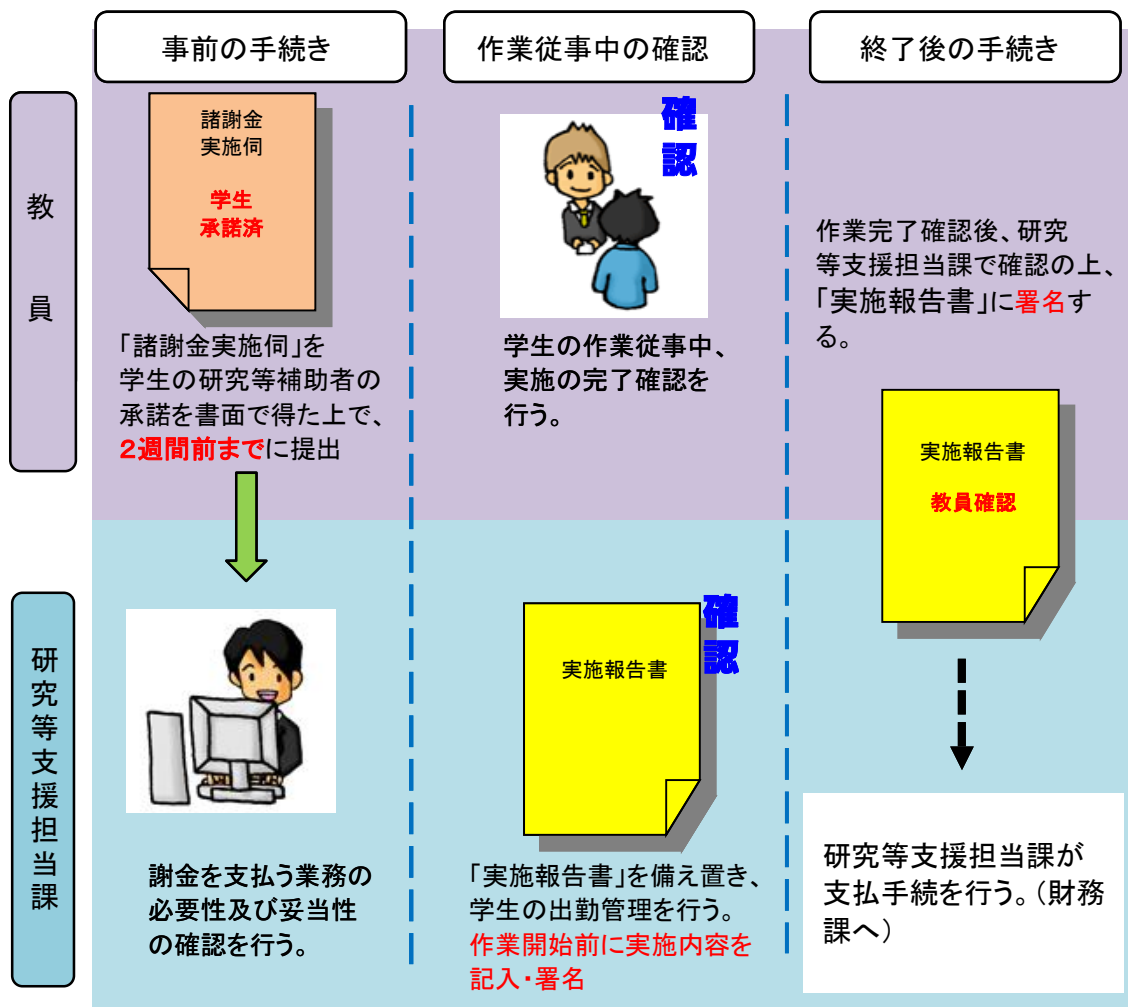 事前の手続き
作業従事中の確認
終了後の手続き
教員
諸謝金
実施伺
学生
承諾済
「諸謝金実施伺」を
学生の研究等補助者の
承諾を書面で得た上で、
２週間前までに提出
確認
学生の作業従事中、
実施の完了確認を
行う。
作業完了確認後、研究
等支援担当課で確認の上、
「実施報告書」に署名す
る。
実施報告書
教員確認
研究等支援担当課
謝金を支払う業務の
必要性及び妥当性
の確認を行う。
実施報告書
確認
「実施報告書」を備え置き、
学生の出勤管理を行う。
作業開始前に実施内容を
記入・署名
研究等支援担当課が
支払手続を行う。（財務
課へ）